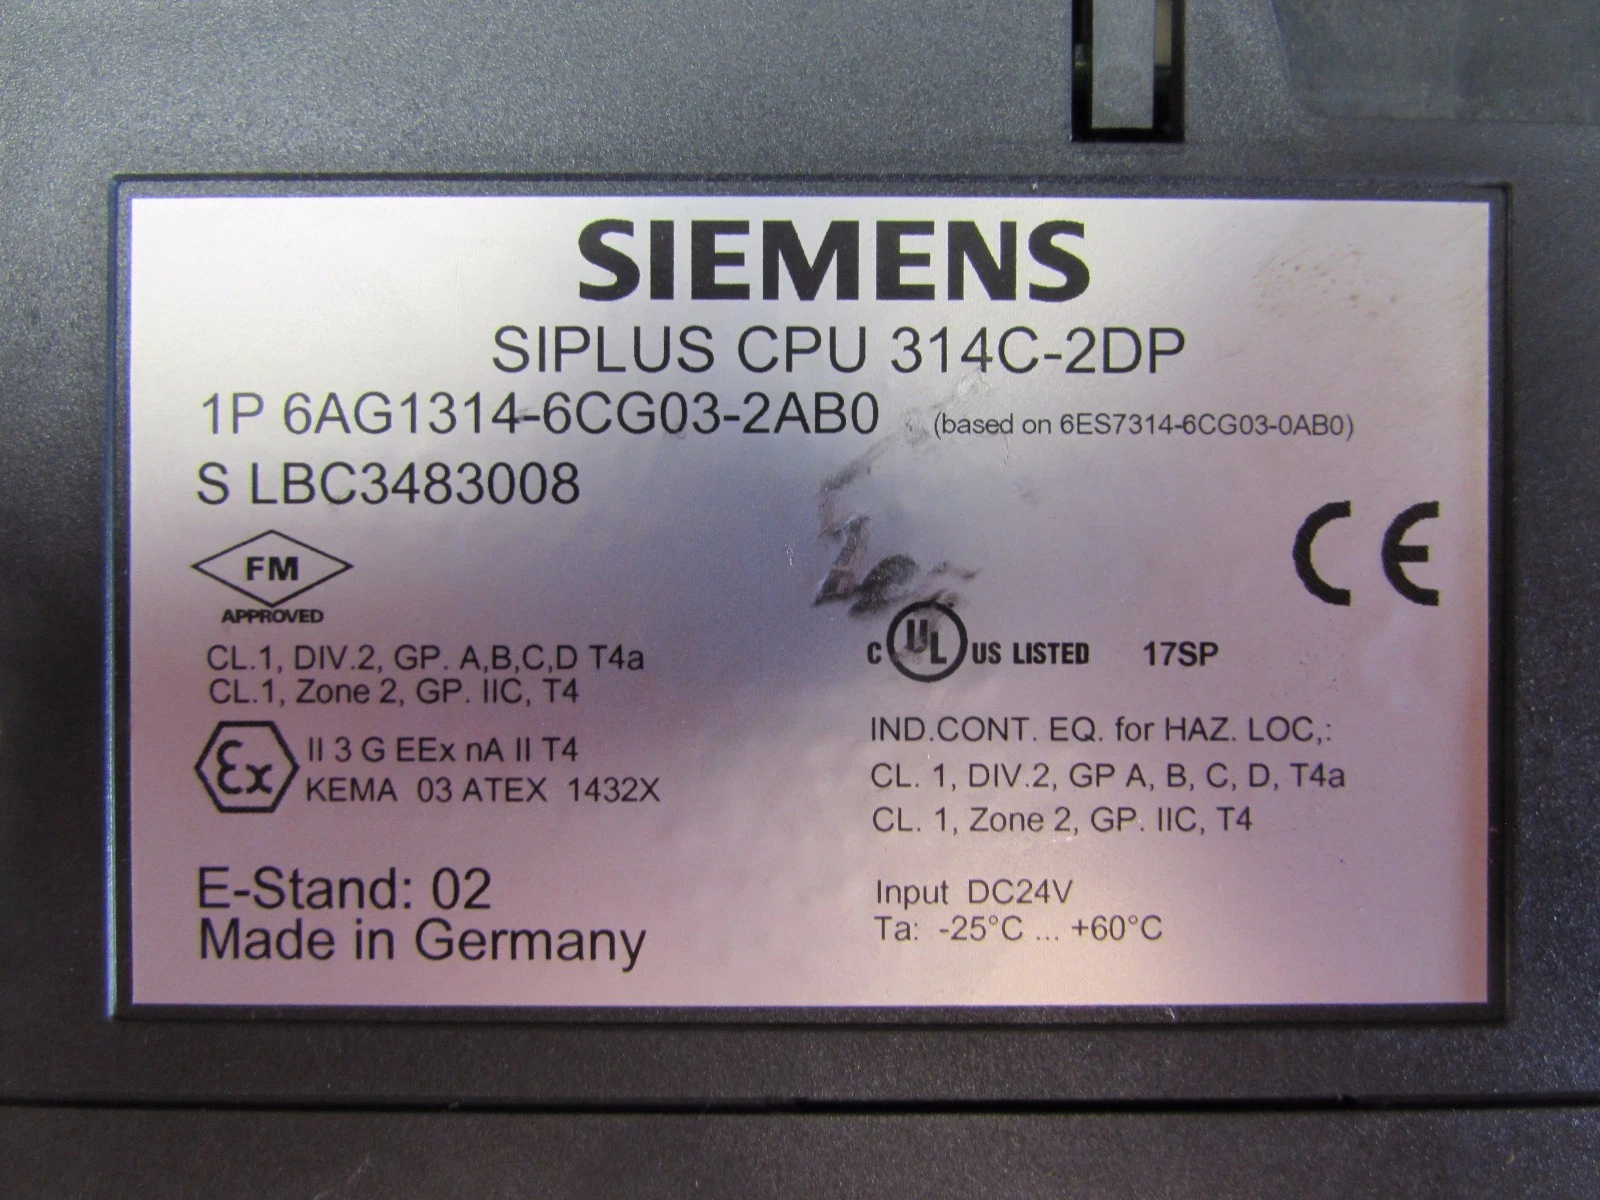 SIEMENS
SIPLUS CPU 314C-2DP
1P 6AG1314-6CG03-2AB0 (based on 6ES7314-6CG03-0AB0)
S LBC3483008
FM
APPROVED
CL.1, DIV.2, GP. A,B,C,D T4a
CL.1, Zone 2, GP. IIC, T4
Ex II 3 G EEx nA II T4
KEMA 03 ATEX 1432X
E-Stand: 02
Made in Germany
CE
C UL US LISTED 17SP
IND.CONT. EQ. for HAZ. LOC,:
CL. 1, DIV.2, GP A, B, C, D, T4a
CL. 1, Zone 2, GP. IIC, T4
Input DC24V
Ta: -25°C ... +60°C